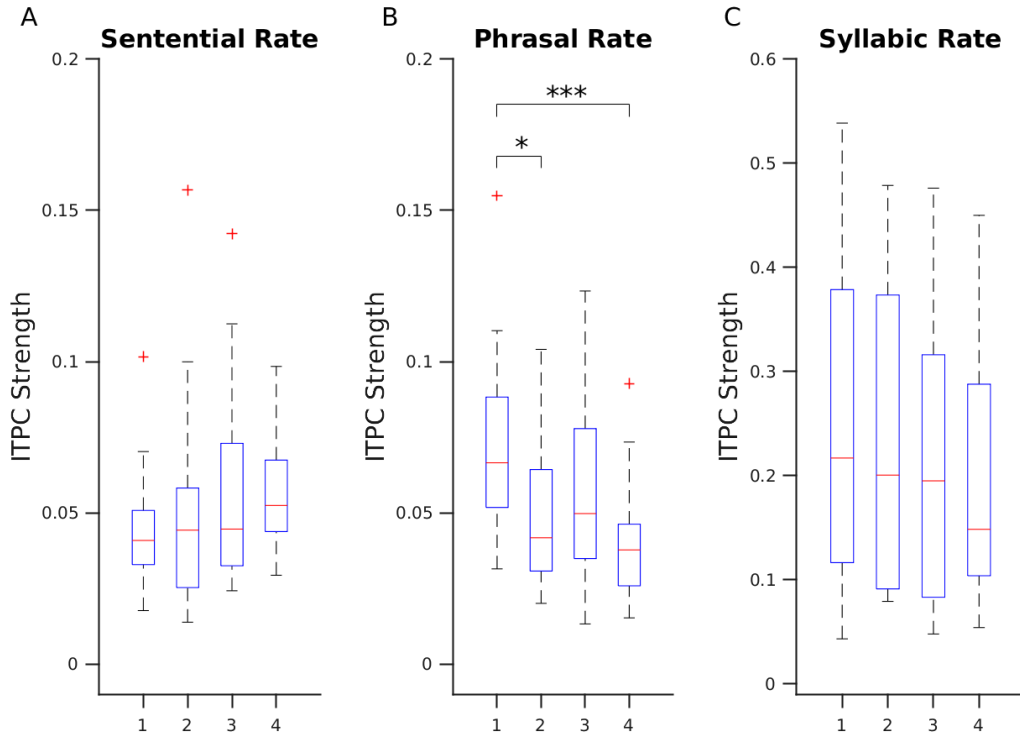 A
Sentential Rate
0.2
0.15
0.1
0.05
0
ITPC Strength
1 2 3 4
B
Phrasal Rate
0.2
0.15
0.1
0.05
0
ITPC Strength
***
*
1 2 3 4
C
Syllabic Rate
0.6
0.5
0.4
0.3
0.2
0.1
0
ITPC Strength
1 2 3 4